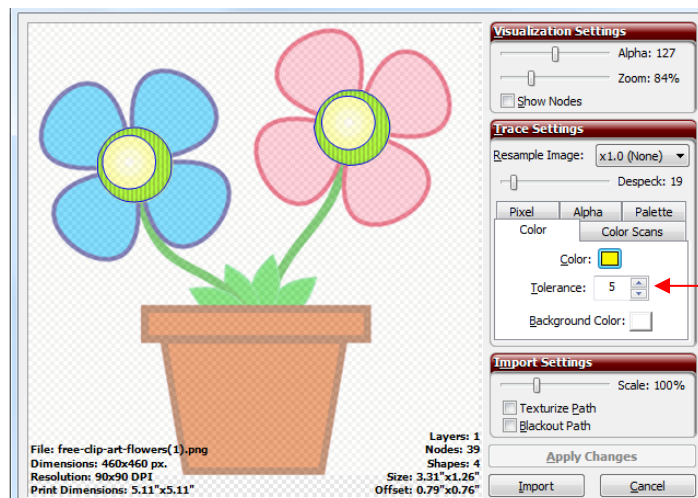 Visualization Settings
Alpha: 127
Zoom: 84%
Show Nodes
Trace Settings
Resample Image: x1.0 (None)
Despeck: 19
Pixel Alpha Palette
Color Color Scans
Color:
Tolerance: 5
Background Color:
Import Settings
Scale: 100%
Texturize Path
Blackout Path
Apply Changes
Import Cancel
File: free-clip-art-flowers(1).png
Dimensions: 460x460 px.
Resolution: 90x90 DPI
Print Dimensions: 5.11"x5.11"
Layers: 1
Nodes: 39
Shapes: 4
Size: 3.31"x1.26"
Offset: 0.79"x0.76"